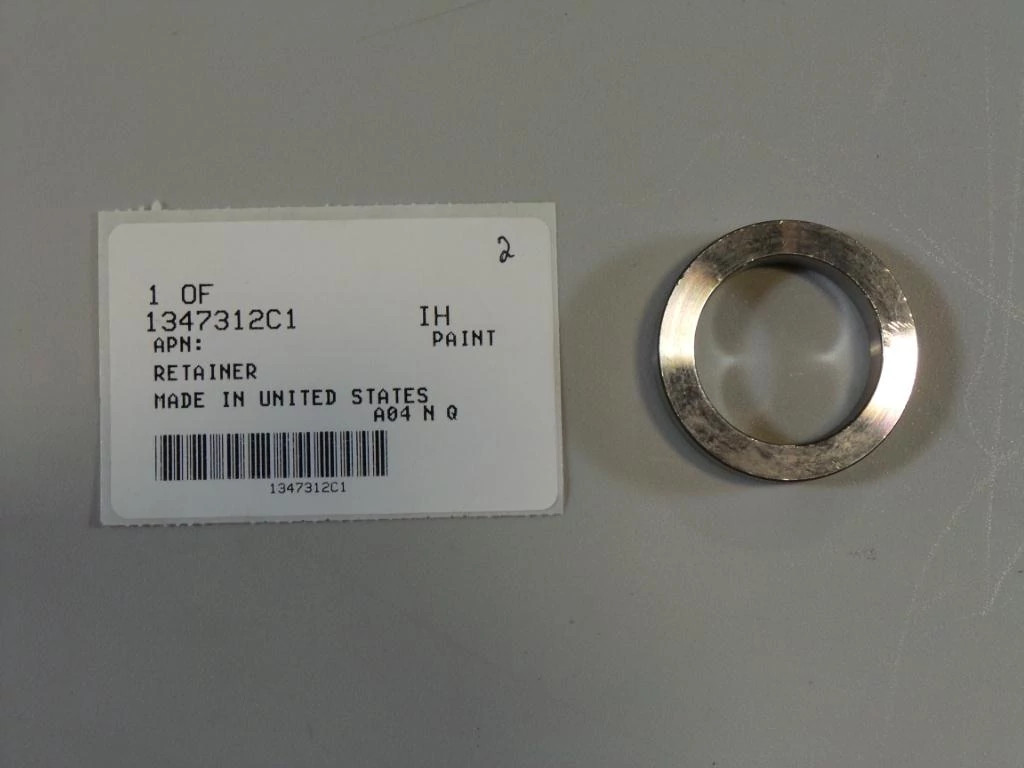 2
1 OF
1347312C1 IH
APN: PAINT
RETAINER
MADE IN UNITED STATES
A04 N Q
1347312C1